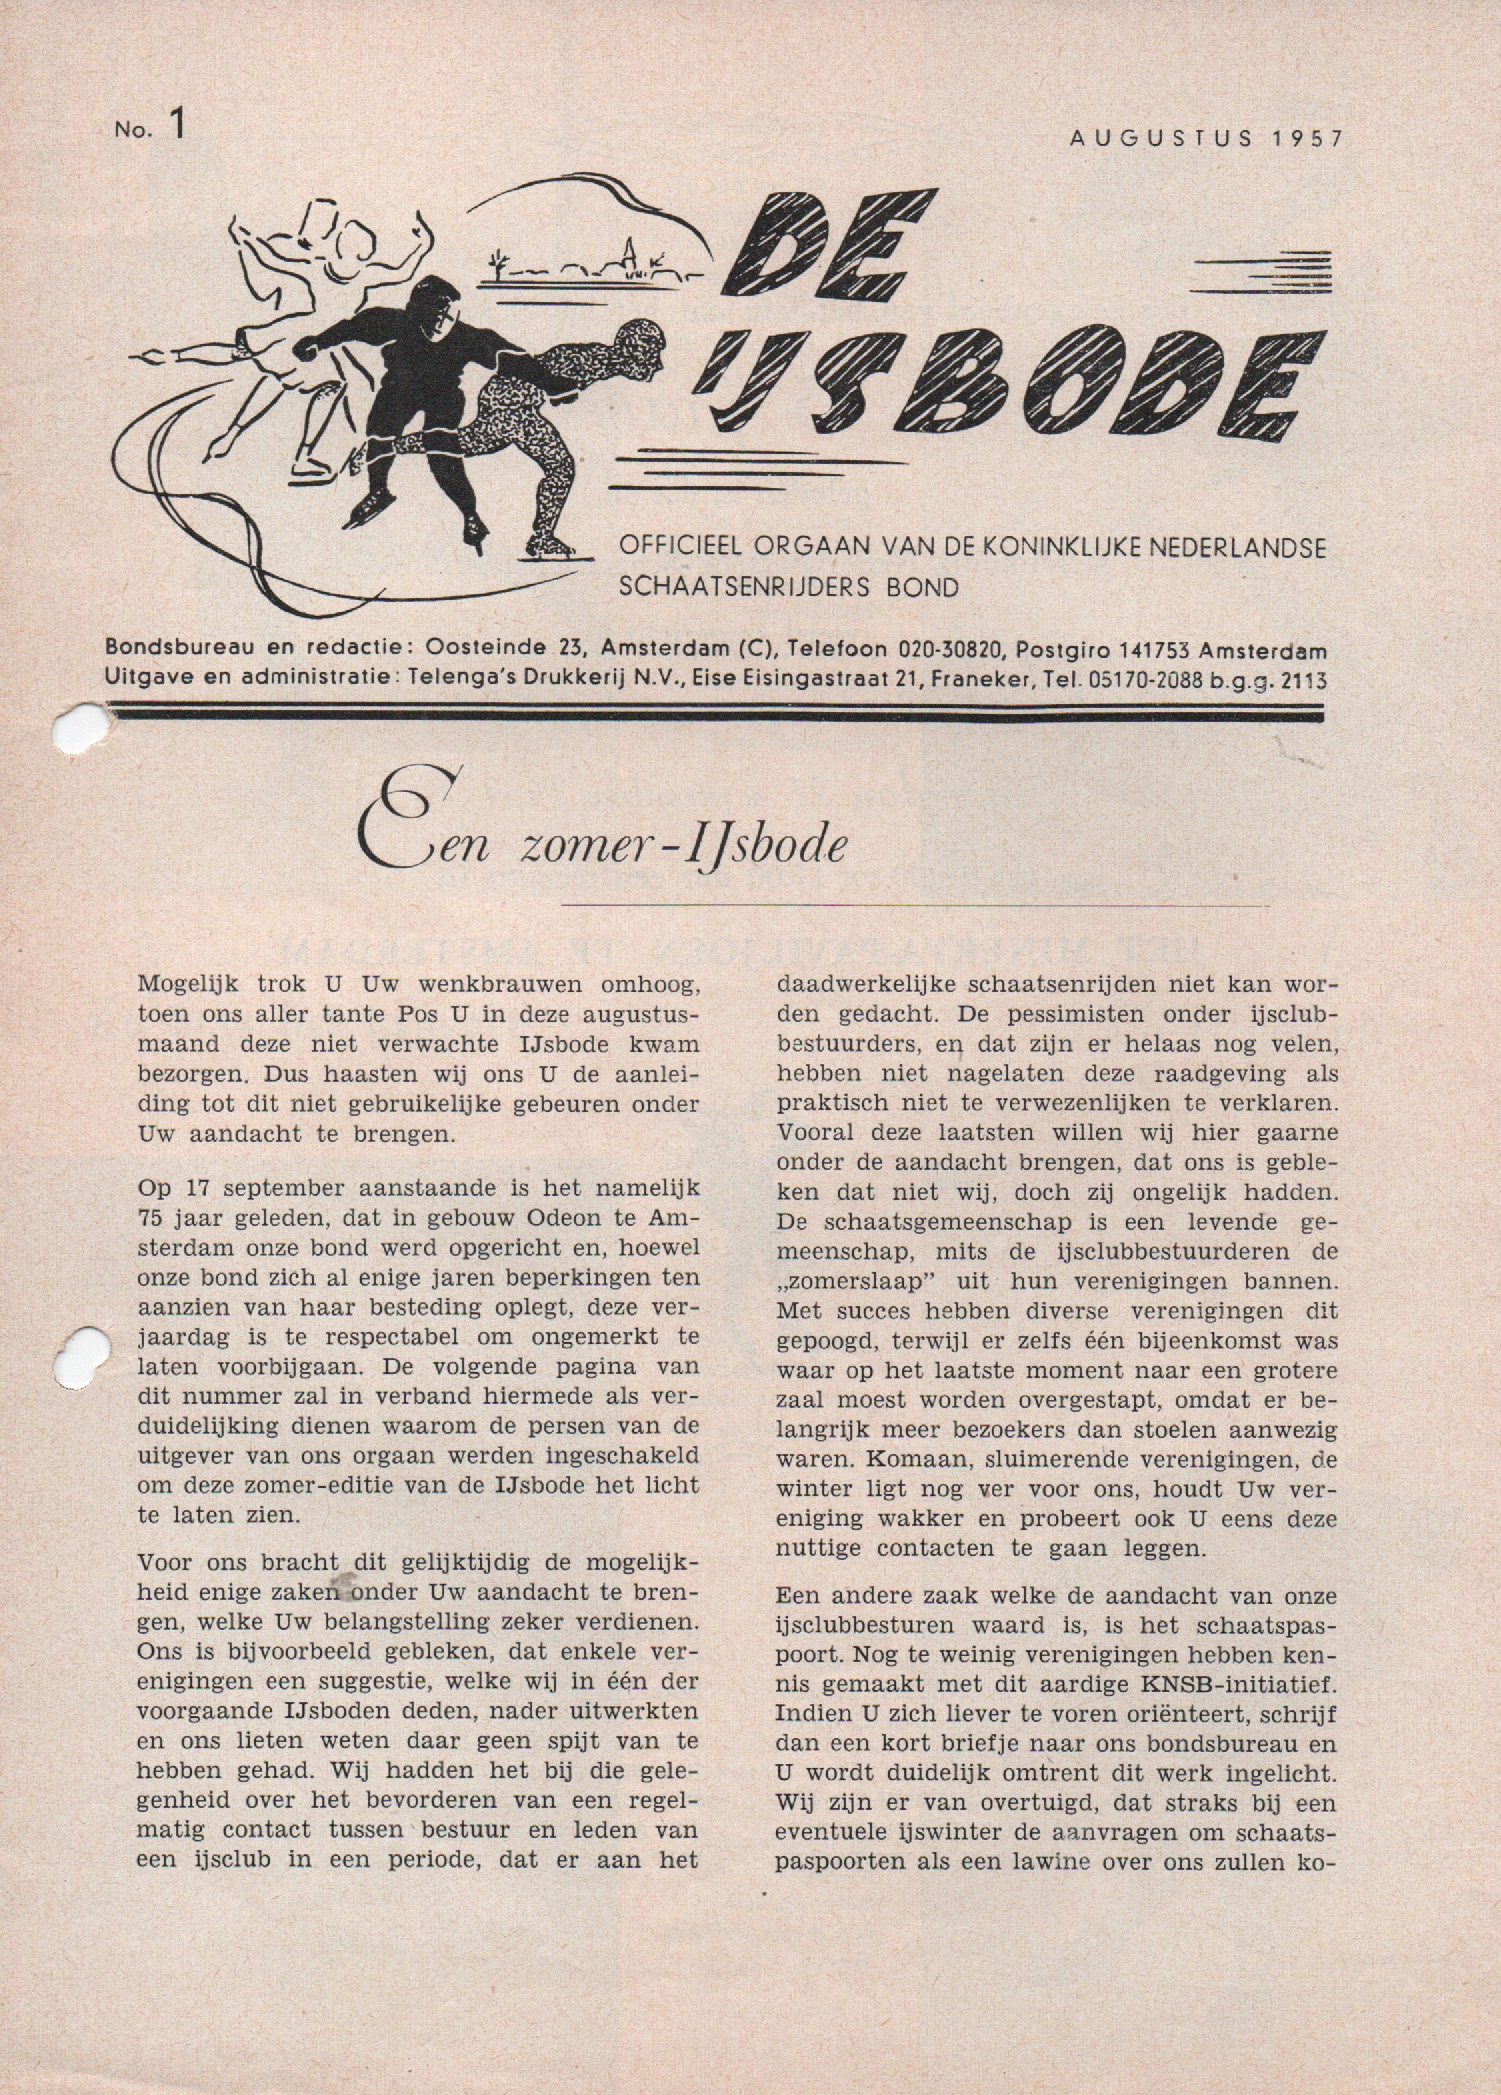 No. 1
AUGUSTUS 1957
DE
IJSBODE
OFFICIEEL ORGAAN VAN DE KONINKLIJKE NEDERLANDSE
SCHAATSENRIJDERS BOND
Bondsbureau en redactie: Oosteinde 23, Amsterdam (C), Telefoon 020-30820, Postgiro 141753 Amsterdam
Uitgave en administratie: Telenga's Drukkerij N.V., Eise Eisingastraat 21, Franeker, Tel. 05170-2088 b.g.g. 2113
Een zomer-IJsbode
Mogelijk trok U Uw wenkbrauwen omhoog,
toen ons aller tante Pos U in deze augustus-
maand deze niet verwachte IJsbode kwam
bezorgen. Dus haasten wij ons U de aanlei-
ding tot dit niet gebruikelijke gebeuren onder
Uw aandacht te brengen.
Op 17 september aanstaande is het namelijk
75 jaar geleden, dat in gebouw Odeon te Am-
sterdam onze bond werd opgericht en, hoewel
onze bond zich al enige jaren beperkingen ten
aanzien van haar besteding oplegt, deze ver-
jaardag is te respectabel om ongemerkt te
laten voorbijgaan. De volgende pagina van
dit nummer zal in verband hiermede als ver-
duidelijking dienen waarom de persen van de
uitgever van ons orgaan werden ingeschakeld
om deze zomer-editie van de IJsbode het licht
te laten zien.
Voor ons bracht dit gelijktijdig de mogelijk-
heid enige zaken onder Uw aandacht te bren-
gen, welke Uw belangstelling zeker verdienen.
Ons is bijvoorbeeld gebleken, dat enkele ver-
enigingen een suggestie, welke wij in één der
voorgaande IJsboden deden, nader uitwerkten
en ons lieten weten daar geen spijt van te
hebben gehad. Wij hadden het bij die gele-
genheid over het bevorderen van een regel-
matig contact tussen bestuur en leden van
een ijsclub in een periode, dat er aan het
daadwerkelijke schaatsenrijden niet kan wor-
den gedacht. De pessimisten onder ijsclub-
bestuurders, en dat zijn er helaas nog velen,
hebben niet nagelaten deze raadgeving als
praktisch niet te verwezenlijken te verklaren.
Vooral deze laatsten willen wij hier gaarne
onder de aandacht brengen, dat ons is geble-
ken dat niet wij, doch zij ongelijk hadden.
De schaatsgemeenschap is een levende ge-
meenschap, mits de ijsclubbestuurderen de
„zomerslaap” uit hun verenigingen bannen.
Met succes hebben diverse verenigingen dit
gepoogd, terwijl er zelfs één bijeenkomst was
waar op het laatste moment naar een grotere
zaal moest worden overgestapt, omdat er be-
langrijk meer bezoekers dan stoelen aanwezig
waren. Komaan, sluimerende verenigingen, de
winter ligt nog ver voor ons, houdt Uw ver-
eniging wakker en probeert ook U eens deze
nuttige contacten te gaan leggen.
Een andere zaak welke de aandacht van onze
ijsclubbesturen waard is, is het schaatspas-
poort. Nog te weinig verenigingen hebben ken-
nis gemaakt met dit aardige KNSB-initiatief.
Indien U zich liever te voren oriënteert, schrijf
dan een kort briefje naar ons bondsbureau en
U wordt duidelijk omtrent dit werk ingelicht.
Wij zijn er van overtuigd, dat straks bij een
eventuele ijswinter de aanvragen om schaats-
paspoorten als een lawine over ons zullen ko-